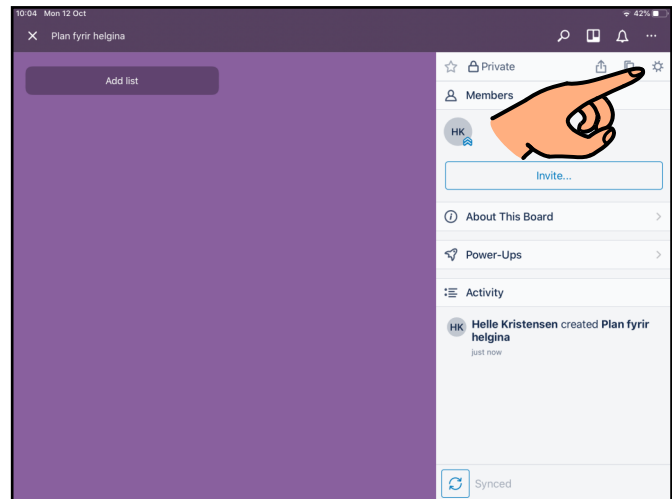 10:04 Mon 12 Oct
42%
Plan fyrir helgina
Add list
Private
Members
HK
Invite...
About This Board
Power-Ups
Activity
HK
Helle Kristensen created Plan fyrir
helgina
just now
Synced